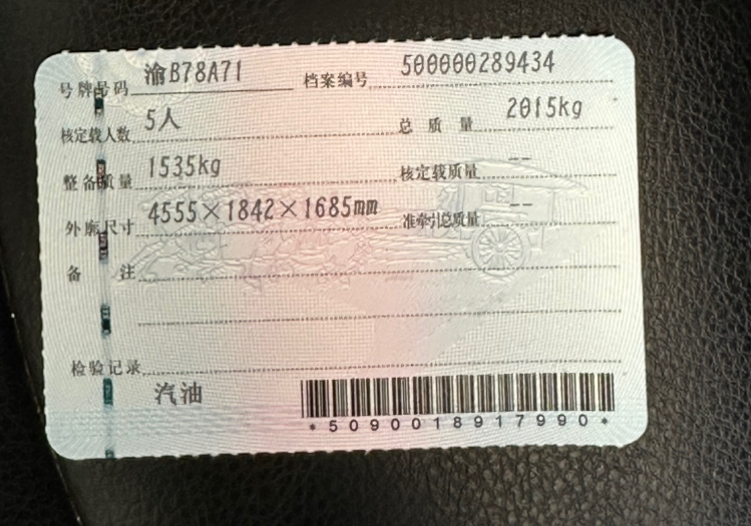 号牌号码 渝B78A71 档案编号 500000289434
核定载人数 5人 总质量 2015kg
整备质量 1535kg 核定载质量 --
外廓尺寸 4555×1842×1685mm 准牵引总质量 --
备注
检验记录
汽油
*5090018917990*